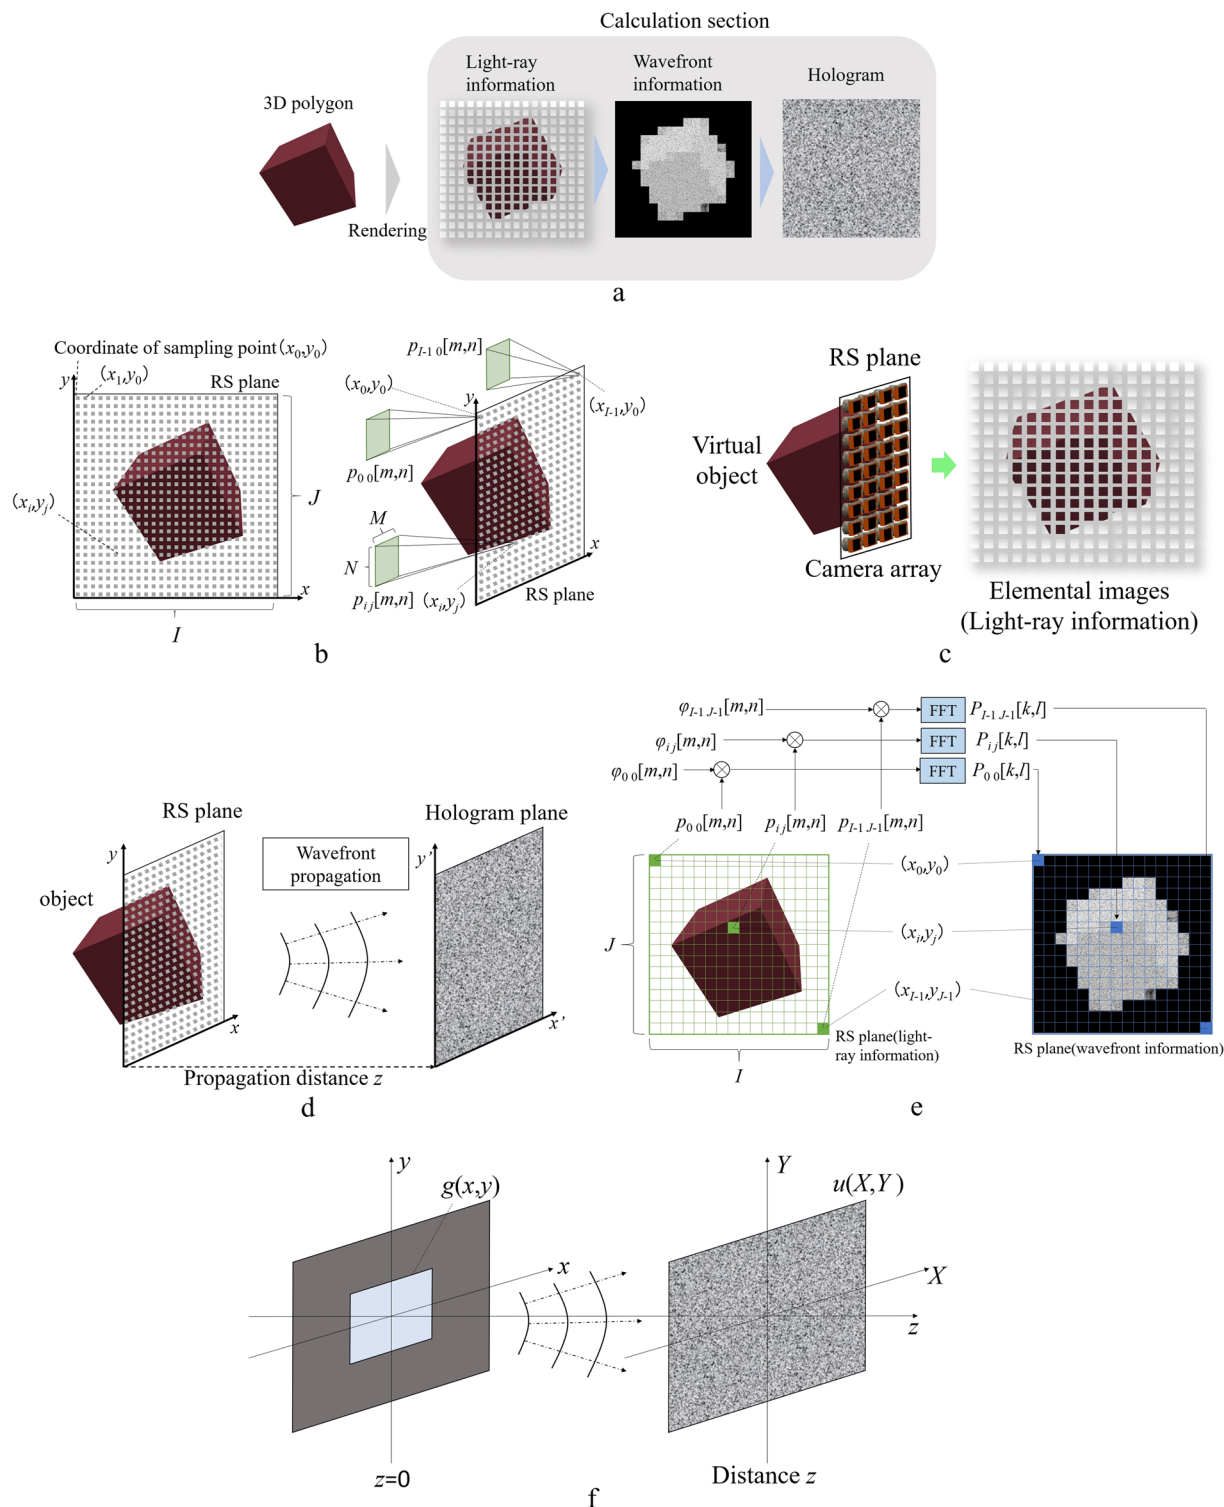 Calculation section
Light-ray
information
Wavefront
information
Hologram
3D polygon
Rendering
a
Coordinate of sampling point(x0,y0)
y
(x1,y0)
RS plane
(xi,yj)
J
x
I
pI-1 0[m,n]
(x0,y0)
y
(xI-1,y0)
p0 0[m,n]
M
N
x
pi j[m,n]
(xi,yj)
RS plane
b
RS plane
Virtual
object
Camera array
Elemental images
(Light-ray information)
c
RS plane
Hologram plane
y
y'
Wavefront
propagation
object
x
x'
Propagation distance z
d
φI-1 J-1[m,n]
FFT
PI-1 J-1[k,l]
φi j[m,n]
FFT
Pi j[k,l]
φ0 0[m,n]
FFT
P0 0[k,l]
p0 0[m,n]
pi j[m,n]
pI-1 J-1[m,n]
(x0,y0)
J
(xi,yj)
(xI-1,yJ-1)
RS plane(light-
ray information)
RS plane(wavefront information)
I
e
y
Y
g(x,y)
u(X,Y)
x
X
z
z=0
Distance z
f